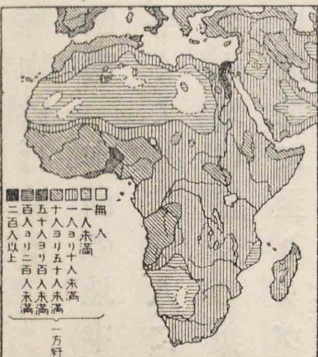 無人
一人未満
一人ヨリ十人未満
十人ヨリ五十人未満
五十人ヨリ百人未満
百人ヨリ二百人未満
二百人以上
一方粁